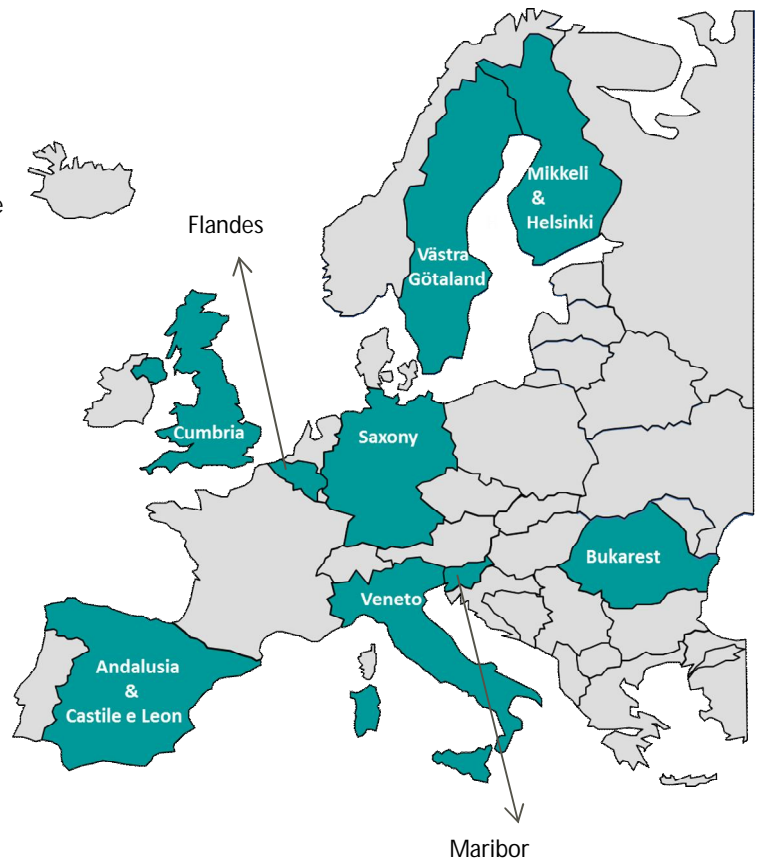 e
Mikkeli
&
Helsinki
Flandes
Västra
Götaland
Cumbria
Saxony
Bukarest
Veneto
Andalusia
&
Castile e Leon
Maribor